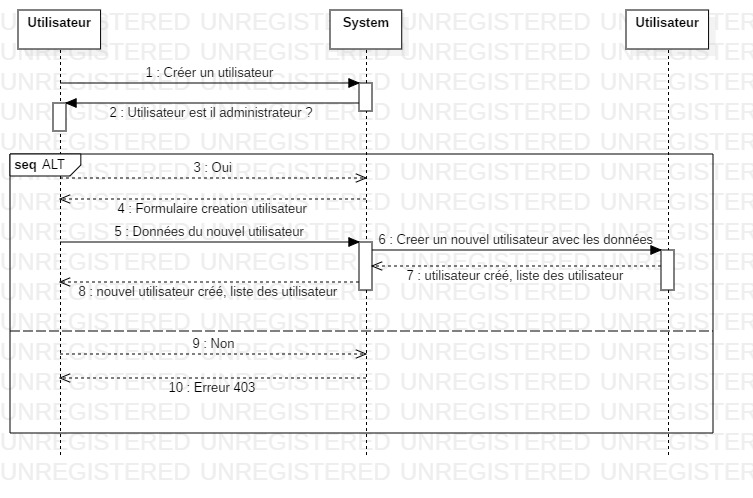 Utilisateur
System
Utilisateur
1 : Créer un utilisateur
2 : Utilisateur est il administrateur ?
seq ALT
3 : Oui
4 : Formulaire creation utilisateur
5 : Données du nouvel utilisateur
6 : Creer un nouvel utilisateur avec les données
7 : utilisateur créé, liste des utilisateur
8 : nouvel utilisateur créé, liste des utilisateur
9 : Non
10 : Erreur 403
UNREGISTERED UNREGISTERED UNREGISTERED UNREGISTERED